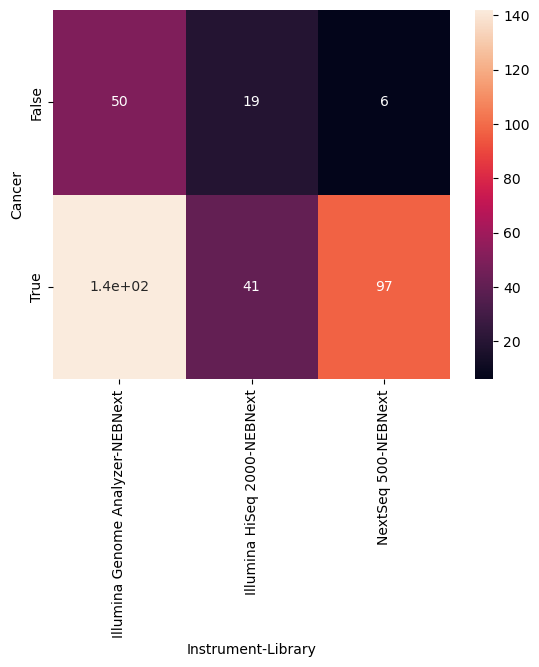 140
120
100
80
60
40
20
False
50
19
6
Cancer
True
1.4e+02
41
97
Illumina Genome Analyzer-NEBNext
Illumina HiSeq 2000-NEBNext
NextSeq 500-NEBNext
Instrument-Library